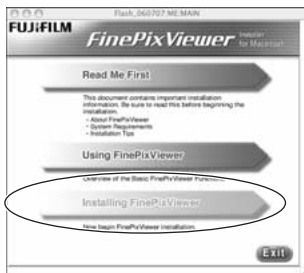 Flash_060707 ME.MAIN
FUJIFILM
FinePixViewer Installer
for Macintosh
Read Me First
This document contains important installation
information. Be sure to read this before beginning the
installation.
- About FinePixViewer
- System Requirements
- Installation Tips
Using FinePixViewer
Overview of the Basic FinePixViewer Functions.
Installing FinePixViewer
Now begin FinePixViewer installation.
Exit